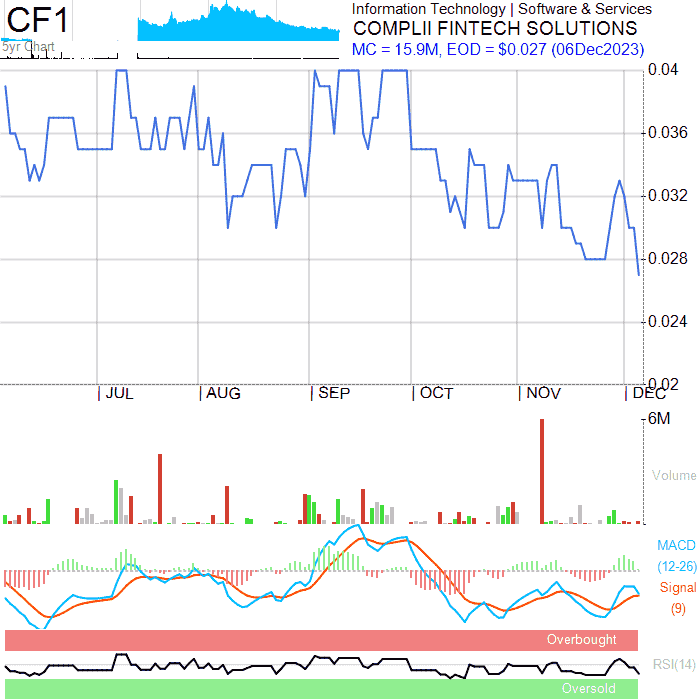 CF1
Information Technology | Software & Services
COMPLII FINTECH SOLUTIONS
5yr Chart
MC = 15.9M, EOD = $0.027 (06Dec2023)
0.04
0.036
0.032
0.028
0.024
0.02
JUL
AUG
SEP
OCT
NOV
DEC
6M
Volume
MACD
(12-26)
Signal
(9)
Overbought
RSI(14)
Oversold